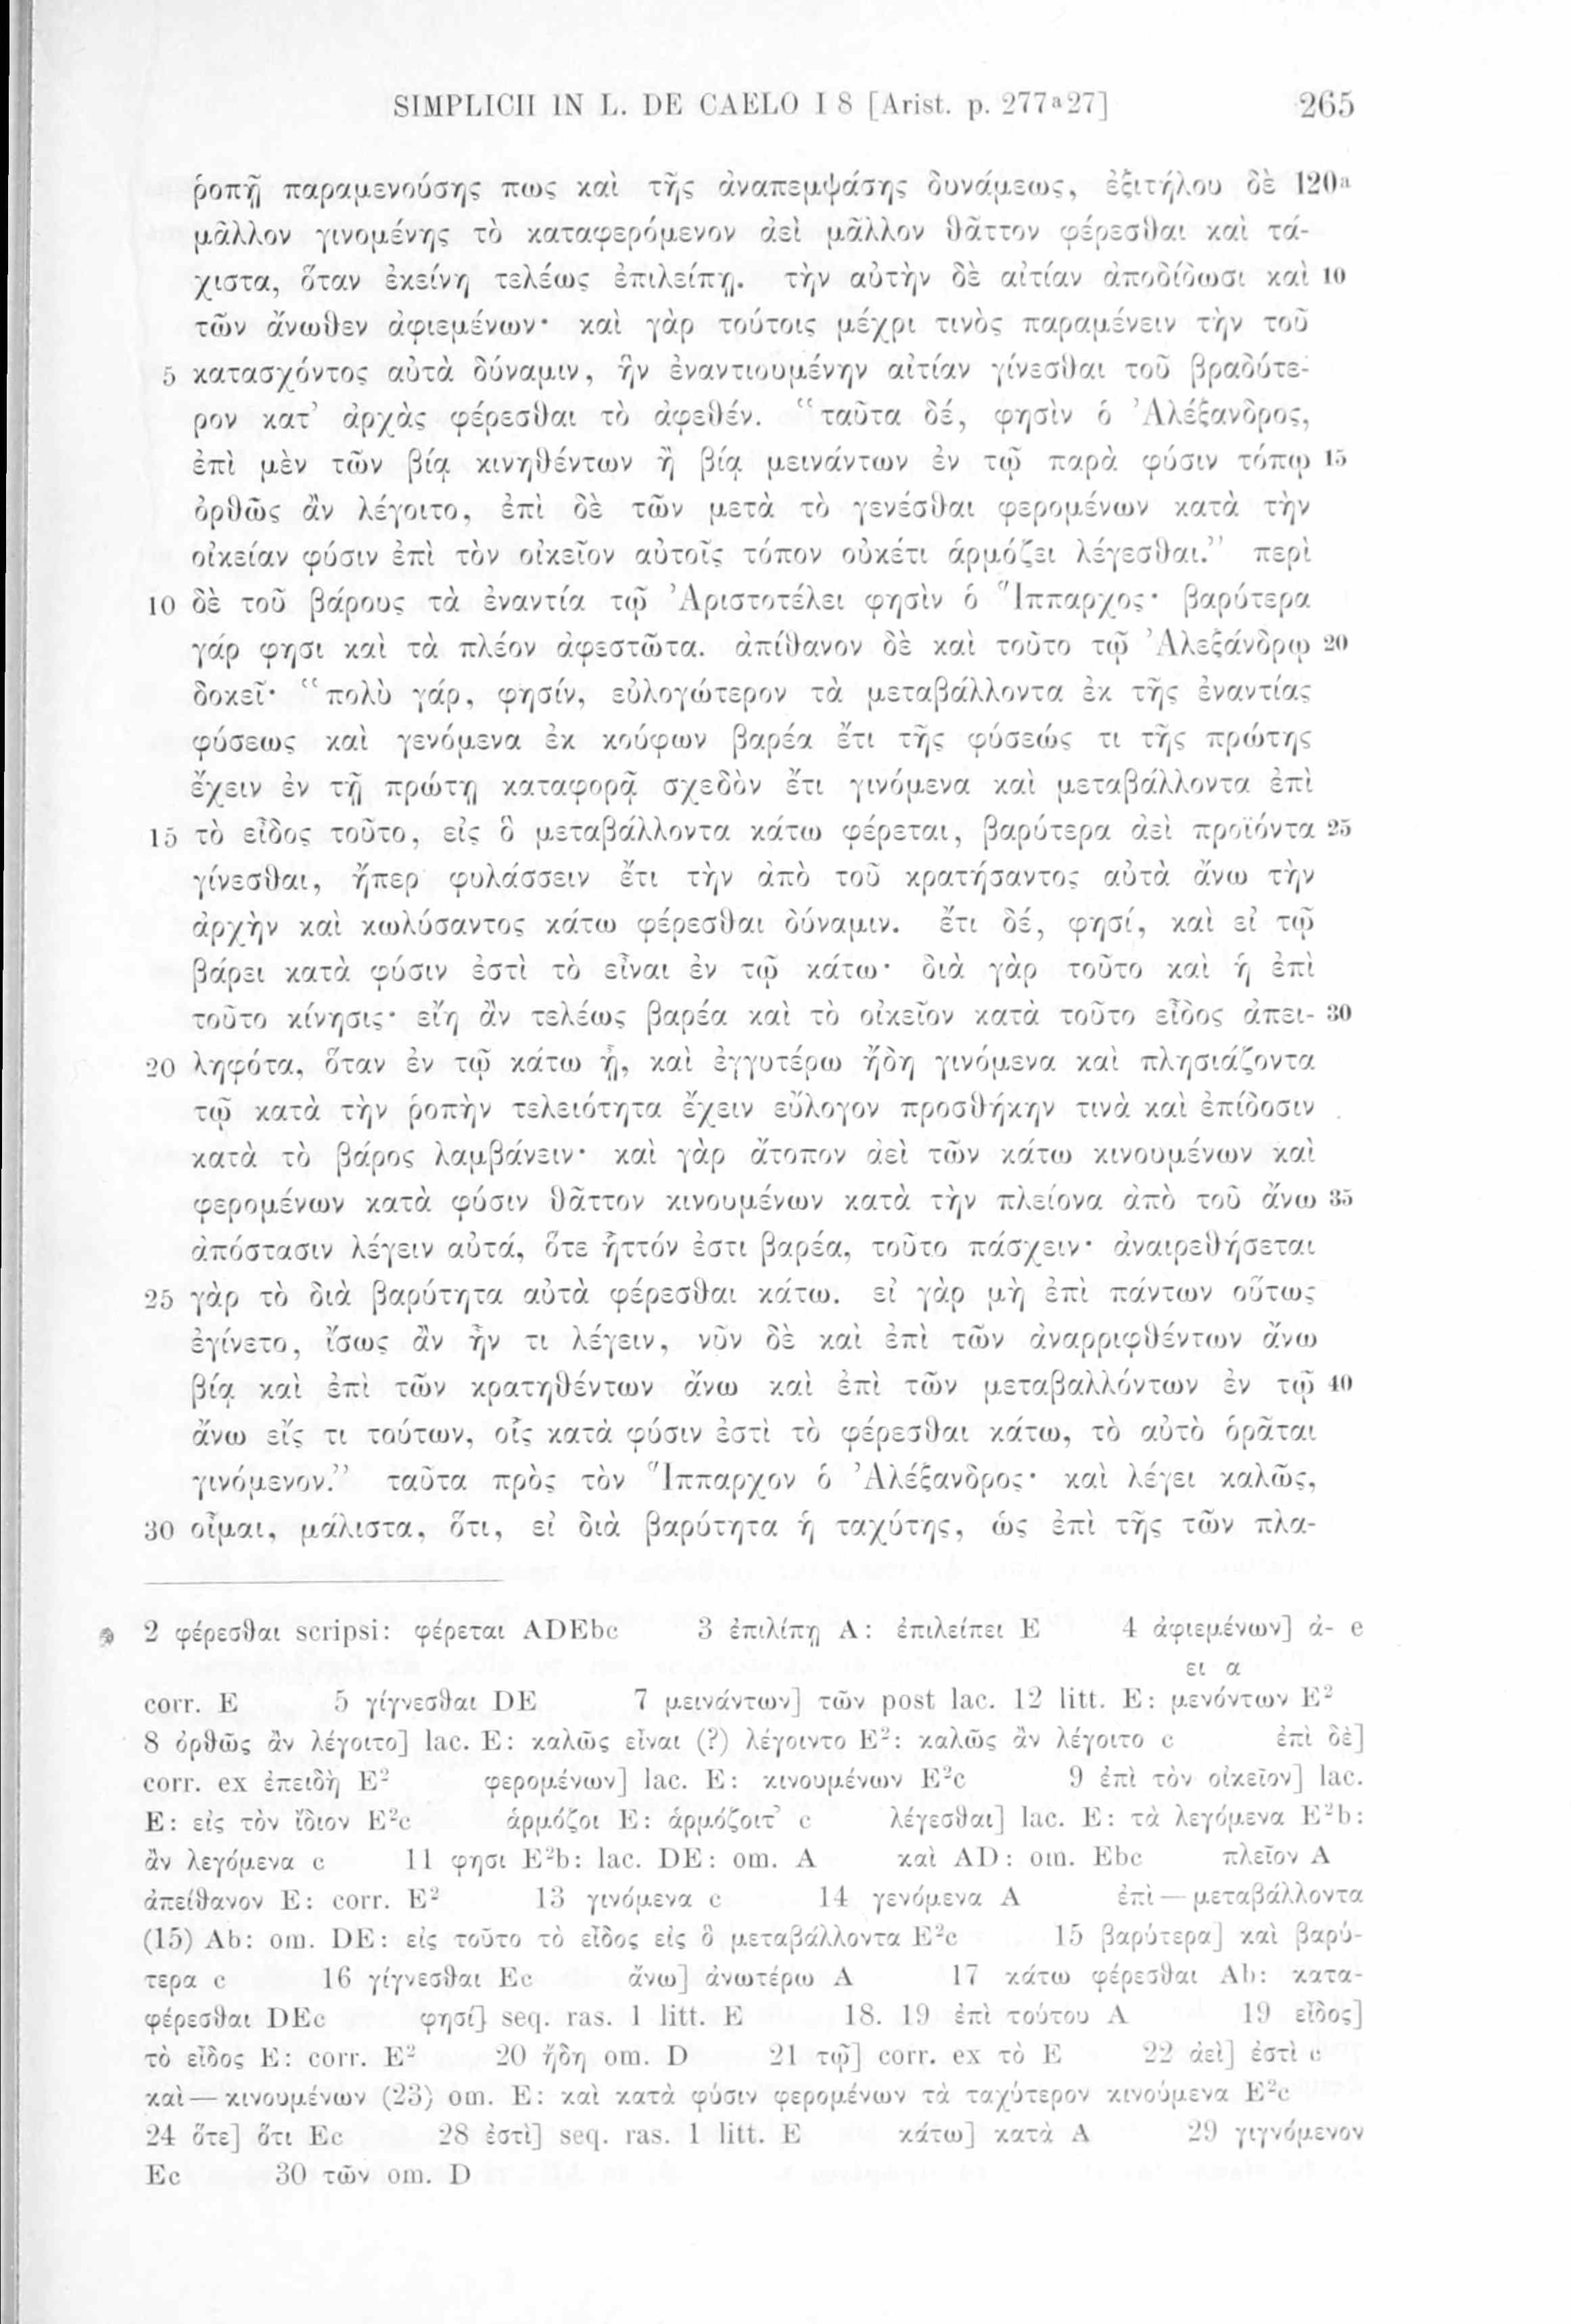 SIMPLICII IN L. DE CAELO I 8 [Arist. p. 277a27] 265
ῥοπῇ παραμενούσης πως καὶ τῆς ἀναπεμψάσης δυνάμεως, ἐξιτήλου δὲ 120a
μᾶλλον γινομένης τὸ καταφερόμενον ἀεὶ μᾶλλον θᾶττον φέρεσθαι καὶ τά-
χιστα, ὅταν ἐκείνη τελέως ἐπιλείπῃ. τὴν αὐτὴν δὲ αἰτίαν ἀποδίδωσι καὶ 10
τῶν ἄνωθεν ἀφιεμένων· καὶ γὰρ τούτοις μέχρι τινὸς παραμένειν τὴν τοῦ
5 κατασχόντος αὐτὰ δύναμιν, ἣν ἐναντιουμένην αἰτίαν γίνεσθαι τοῦ βραδύτε-
ρον κατ’ ἀρχὰς φέρεσθαι τὸ ἀφεθέν. “ταῦτα δέ, φησὶν ὁ Ἀλέξανδρος,
ἐπὶ μὲν τῶν βίᾳ κινηθέντων ἢ βίᾳ μεινάντων ἐν τῷ παρὰ φύσιν τόπῳ 15
ὀρθῶς ἂν λέγοιτο, ἐπὶ δὲ τῶν μετὰ τὸ γενέσθαι φερομένων κατὰ τὴν
οἰκείαν φύσιν ἐπὶ τὸν οἰκεῖον αὐτοῖς τόπον οὐκέτι ἁρμόζει λέγεσθαι.” περὶ
10 δὲ τοῦ βάρους τὰ ἐναντία τῷ Ἀριστοτέλει φησὶν ὁ Ἵππαρχος· βαρύτερα
γάρ φησι καὶ τὰ πλέον ἀφεστῶτα. ἀπίθανον δὲ καὶ τοῦτο τῷ Ἀλεξάνδρῳ 20
δοκεῖ· “πολὺ γάρ, φησίν, εὐλογώτερον τὰ μεταβάλλοντα ἐκ τῆς ἐναντίας
φύσεως καὶ γενόμενα ἐκ κούφων βαρέα ἔτι τῆς φύσεώς τι τῆς πρώτης
ἔχειν ἐν τῇ πρώτῃ καταφορᾷ σχεδὸν ἔτι γινόμενα καὶ μεταβάλλοντα ἐπὶ
15 τὸ εἶδος τοῦτο, εἰς ὃ μεταβάλλοντα κάτω φέρεται, βαρύτερα ἀεὶ προϊόντα 25
γίνεσθαι, ἤπερ φυλάσσειν ἔτι τὴν ἀπὸ τοῦ κρατήσαντος αὐτὰ ἄνω τὴν
ἀρχὴν καὶ κωλύσαντος κάτω φέρεσθαι δύναμιν. ἔτι δέ, φησί, καὶ εἰ τῷ
βάρει κατὰ φύσιν ἐστὶ τὸ εἶναι ἐν τῷ κάτω· διὰ γὰρ τοῦτο καὶ ἡ ἐπὶ
τοῦτο κίνησις· εἴη ἂν τελέως βαρέα καὶ τὸ οἰκεῖον κατὰ τοῦτο εἶδος ἀπει- 30
20 ληφότα, ὅταν ἐν τῷ κάτω ᾖ, καὶ ἐγγυτέρω ἤδη γινόμενα καὶ πλησιάζοντα
τῷ κατὰ τὴν ῥοπὴν τελειότητα ἔχειν εὔλογον προσθήκην τινὰ καὶ ἐπίδοσιν
κατὰ τὸ βάρος λαμβάνειν· καὶ γὰρ ἄτοπον ἀεὶ τῶν κάτω κινουμένων καὶ
φερομένων κατὰ φύσιν θᾶττον κινουμένων κατὰ τὴν πλείονα ἀπὸ τοῦ ἄνω 35
ἀπόστασιν λέγειν αὐτά, ὅτε ἧττόν ἐστι βαρέα, τοῦτο πάσχειν· ἀναιρεθήσεται
25 γὰρ τὸ διὰ βαρύτητα αὐτὰ φέρεσθαι κάτω. εἰ γὰρ μὴ ἐπὶ πάντων οὕτως
ἐγίνετο, ἴσως ἂν ἦν τι λέγειν, νῦν δὲ καὶ ἐπὶ τῶν ἀναρριφθέντων ἄνω
βίᾳ καὶ ἐπὶ τῶν κρατηθέντων ἄνω καὶ ἐπὶ τῶν μεταβαλλόντων ἐν τῷ 40
ἄνω εἴς τι τούτων, οἷς κατὰ φύσιν ἐστὶ τὸ φέρεσθαι κάτω, τὸ αὐτὸ ὁρᾶται
γινόμενον.” ταῦτα πρὸς τὸν Ἵππαρχον ὁ Ἀλέξανδρος· καὶ λέγει καλῶς,
30 οἶμαι, μάλιστα, ὅτι, εἰ διὰ βαρύτητα ἡ ταχύτης, ὡς ἐπὶ τῆς τῶν πλα-
2 φέρεσθαι scripsi: φέρεται ADEbc 3 ἐπιλίπῃ A: ἐπιλείπει E 4 ἀφιεμένων] ἀ- e
ει α
corr. E 5 γίγνεσθαι DE 7 μεινάντων] τῶν post lac. 12 litt. E: μενόντων E²
8 ὀρθῶς ἂν λέγοιτο] lac. E: καλῶς εἶναι (?) λέγοιντο E²: καλῶς ἂν λέγοιτο c ἐπὶ δὲ]
corr. ex ἐπειδὴ E² φερομένων] lac. E: κινουμένων E²c 9 ἐπὶ τὸν οἰκεῖον] lac.
E: εἰς τὸν ἴδιον E²c ἁρμόζοι E: ἁρμόζοιτ’ c λέγεσθαι] lac. E: τὰ λεγόμενα E²b:
ἂν λεγόμενα c 11 φησι E²b: lac. DE: om. A καὶ AD: om. Ebc πλεῖον A
ἀπείθανον E: corr. E² 13 γινόμενα c 14 γενόμενα A ἐπὶ — μεταβάλλοντα
(15) Ab: om. DE: εἰς τοῦτο τὸ εἶδος εἰς ὃ μεταβάλλοντα E²c 15 βαρύτερα] καὶ βαρύ-
τερα c 16 γίγνεσθαι Ec ἄνω] ἀνωτέρω A 17 κάτω φέρεσθαι Ab: κατα-
φέρεσθαι DEc φησί] seq. ras. 1 litt. E 18. 19 ἐπὶ τούτου A 19 εἶδος]
τὸ εἶδος E: corr. E² 20 ἤδη om. D 21 τῷ] corr. ex τὸ E 22 ἀεὶ] ἐστὶ c
καὶ — κινουμένων (23) om. E: καὶ κατὰ φύσιν φερομένων τὰ ταχύτερον κινούμενα E²c
24 ὅτε] ὅτι Ec 28 ἐστὶ] seq. ras. 1 litt. E κάτω] κατὰ A 29 γιγνόμενον
Ec 30 τῶν om. D